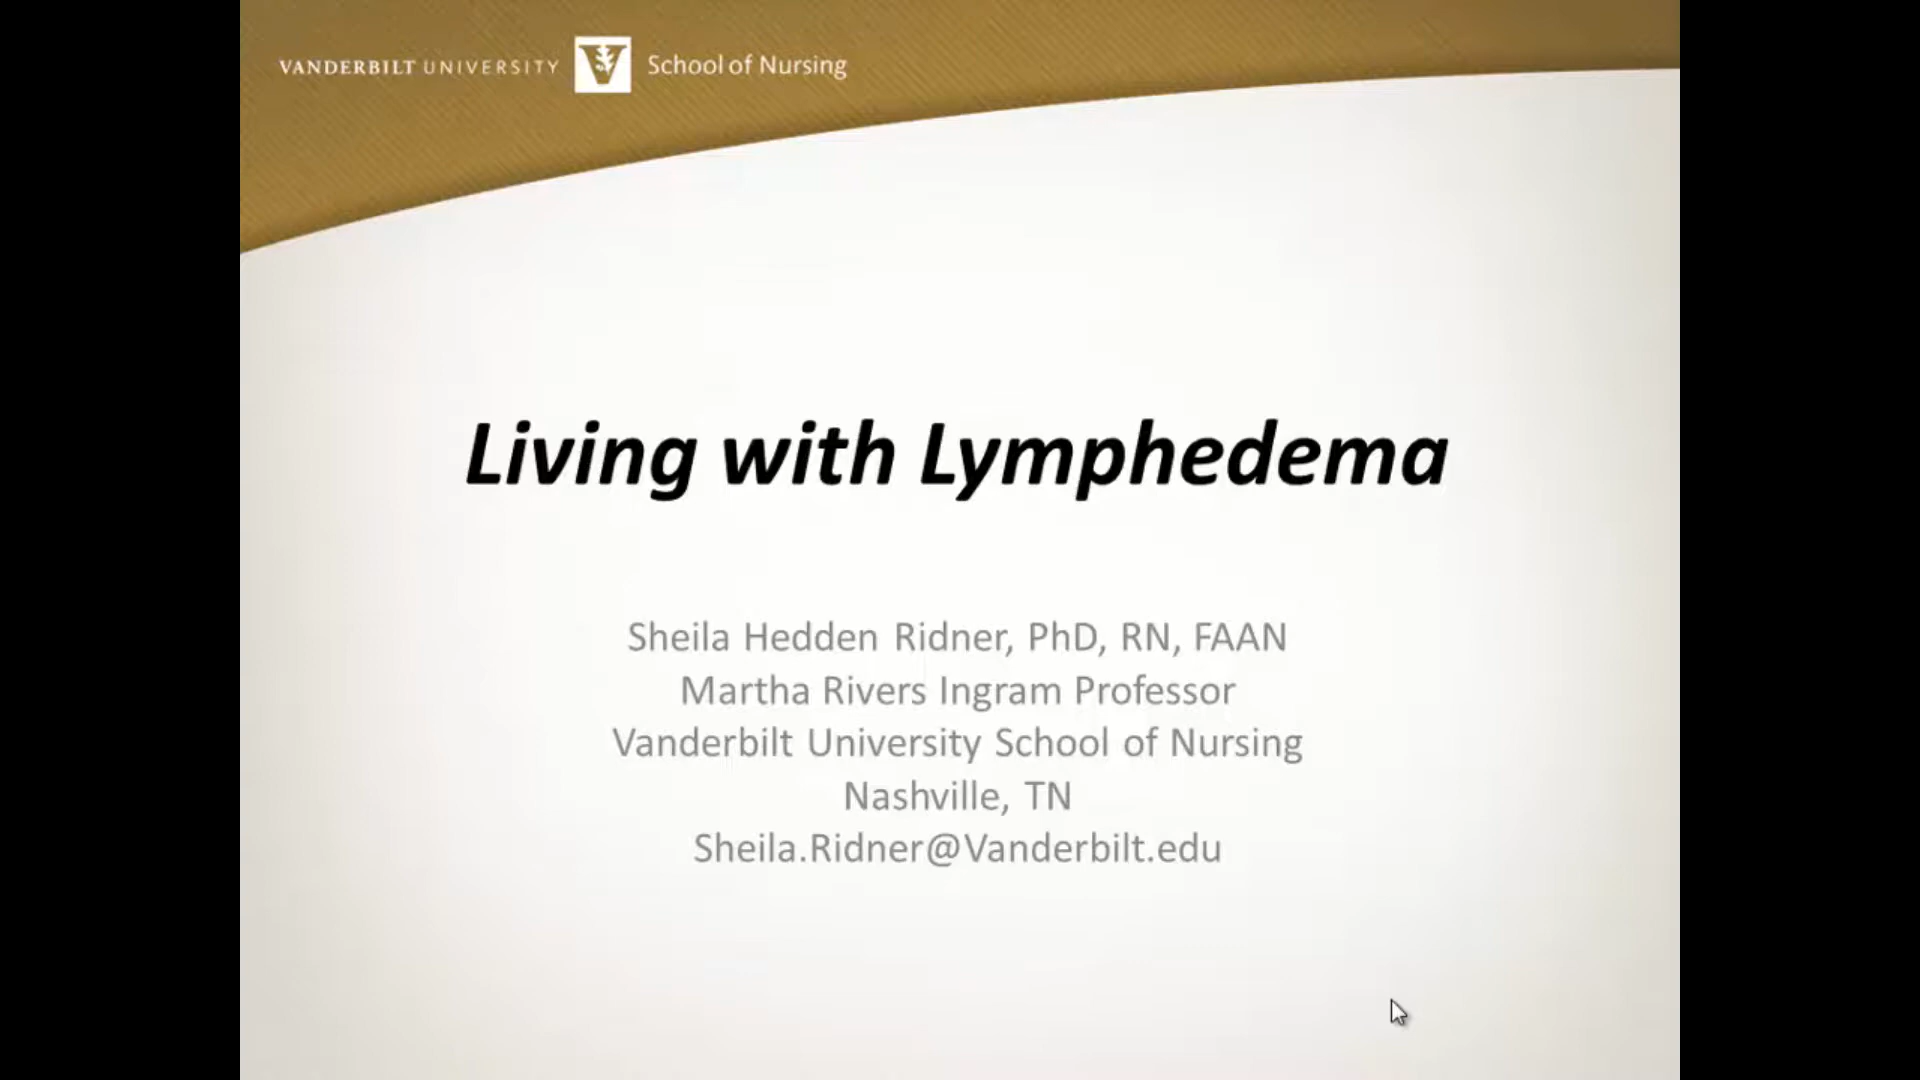 VANDERBILT UNIVERSITY V School of Nursing
Living with Lymphedema
Sheila Hedden Ridner, PhD, RN, FAAN
Martha Rivers Ingram Professor
Vanderbilt University School of Nursing
Nashville, TN
Sheila.Ridner@Vanderbilt.edu